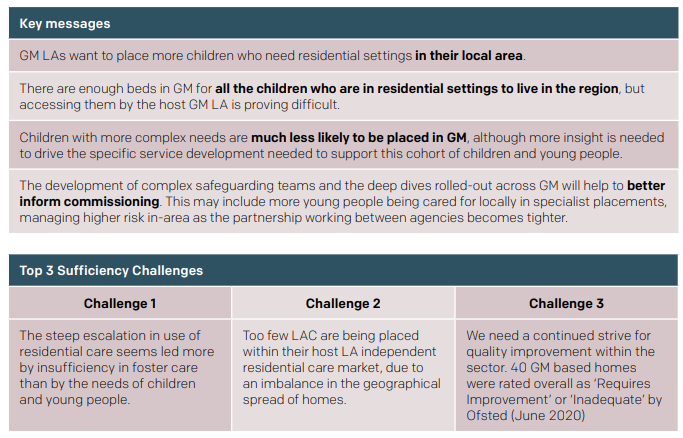 Key messages
GM LAs want to place more children who need residential settings in their local area.
There are enough beds in GM for all the children who are in residential settings to live in the region, but
accessing them by the host GM LA is proving difficult.
Children with more complex needs are much less likely to be placed in GM, although more insight is needed
to drive the specific service development needed to support this cohort of children and young people.
The development of complex safeguarding teams and the deep dives rolled-out across GM will help to better
inform commissioning. This may include more young people being cared for locally in specialist placements,
managing higher risk in-area as the partnership working between agencies becomes tighter.
Top 3 Sufficiency Challenges
Challenge 1
The steep escalation in use of
residential care seems led more
by insufficiency in foster care
than by the needs of children
and young people.
Challenge 2
Too few LAC are being placed
within their host LA independent
residential care market, due to
an imbalance in the geographical
spread of homes.
Challenge 3
We need a continued strive for
quality improvement within the
sector. 40 GM based homes
were rated overall as ‘Requires
Improvement’ or ‘Inadequate’ by
Ofsted (June 2020)